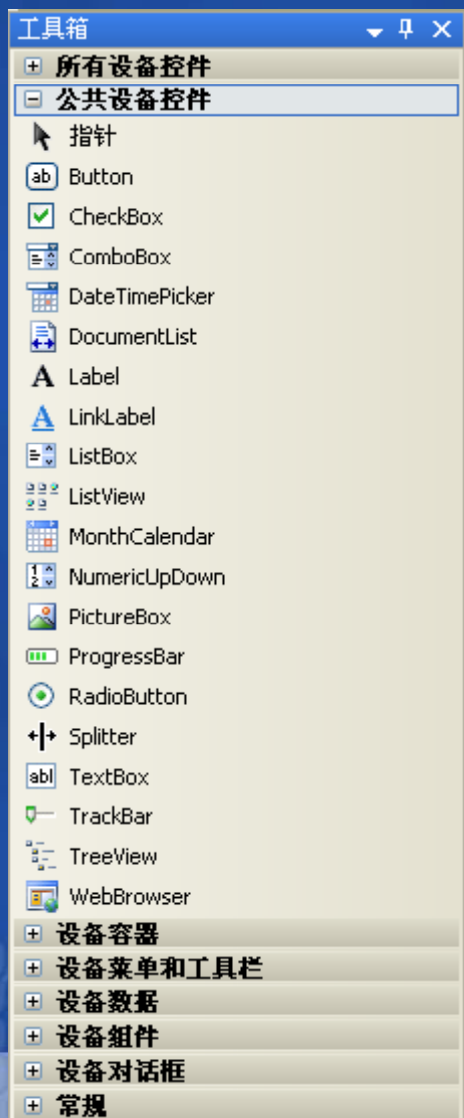 工具箱
所有设备控件
公共设备控件
指针
Button
CheckBox
ComboBox
DateTimePicker
DocumentList
Label
LinkLabel
ListBox
ListView
MonthCalendar
NumericUpDown
PictureBox
ProgressBar
RadioButton
Splitter
TextBox
TrackBar
TreeView
WebBrowser
设备容器
设备菜单和工具栏
设备数据
设备组件
设备对话框
常规